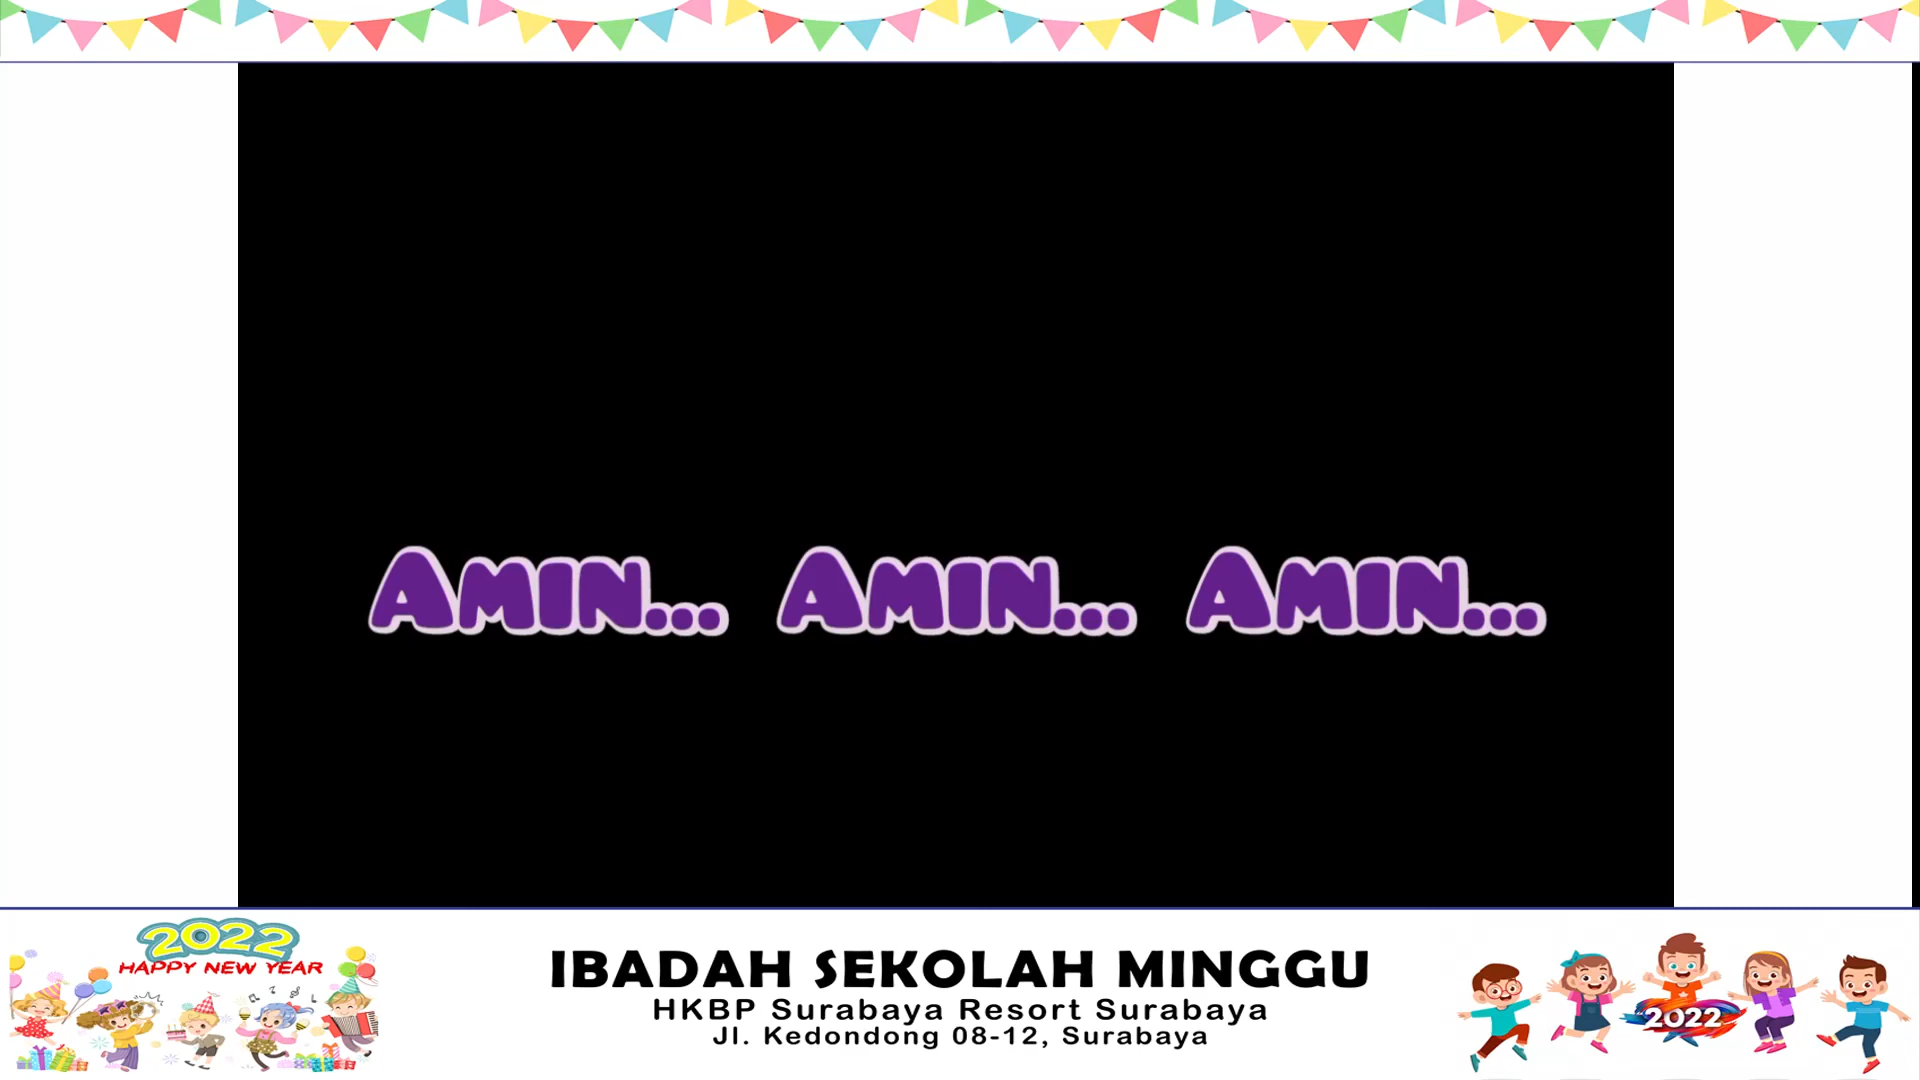 AMIN... AMIN... AMIN...
2022
HAPPY NEW YEAR
IBADAH SEKOLAH MINGGU
HKBP Surabaya Resort Surabaya
Jl. Kedondong 08-12, Surabaya
2022